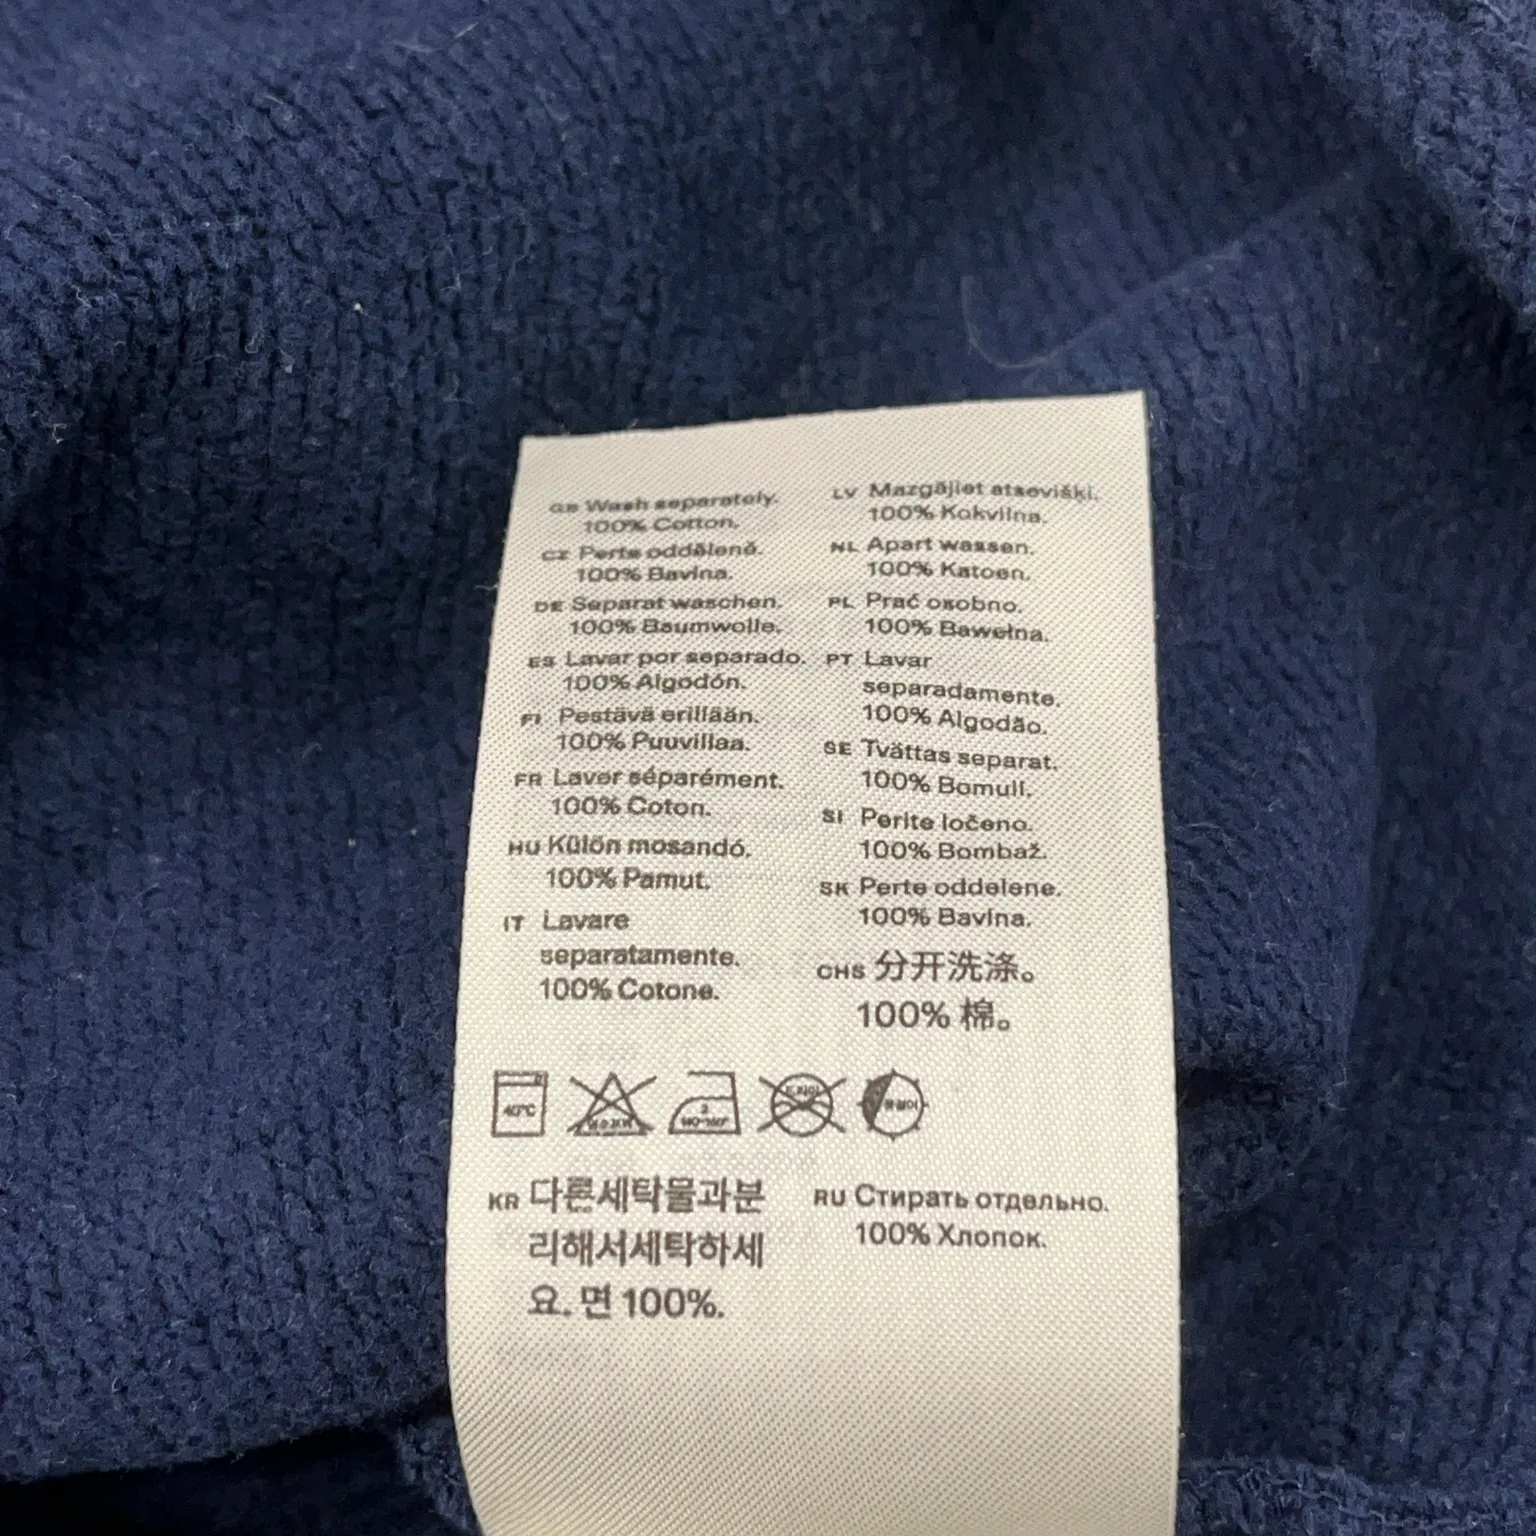 GB Wash separately.
100% Cotton.
CZ Perte odděleně.
100% Bavlna.
DE Separat waschen.
100% Baumwolle.
ES Lavar por separado.
100% Algodón.
FI Pestävä erillään.
100% Puuvillaa.
FR Laver séparément.
100% Coton.
HU Külön mosandó.
100% Pamut.
IT Lavare
separatamente.
100% Cotone.
LV Mazgājiet atsevišķi.
100% Kokvilna.
NL Apart wassen.
100% Katoen.
PL Prać osobno.
100% Bawełna.
PT Lavar
separadamente.
100% Algodão.
SE Tvättas separat.
100% Bomull.
SI Perite ločeno.
100% Bombaž.
SK Perte oddelene.
100% Bavlna.
CHS 分开洗涤。
100% 棉。
40°C
2
KR 다른세탁물과분
리해서세탁하세
요. 면 100%.
RU Стирать отдельно.
100% Хлопок.